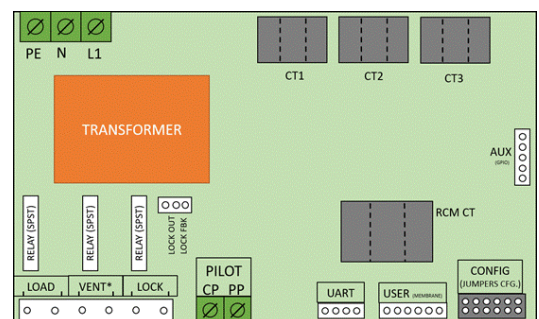 PE N L1
CT1 CT2 CT3
TRANSFORMER
AUX
(GPIO)
RELAY (SPST)
RELAY (SPST)
RELAY (SPST)
LOCK OUT
LOCK FBK
RCM CT
LOAD VENT* LOCK
PILOT
CP PP
UART
USER (MEMBRANE)
CONFIG
(JUMPERS CFG.)